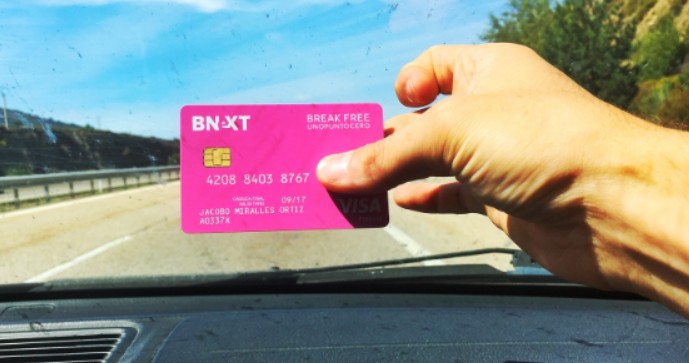 BNEXT
BREAK FREE
UNOPUNTOCERO
4208 8403 8767
09/17
JACOBO MIRALLES ORTIZ
A0337X
VISA